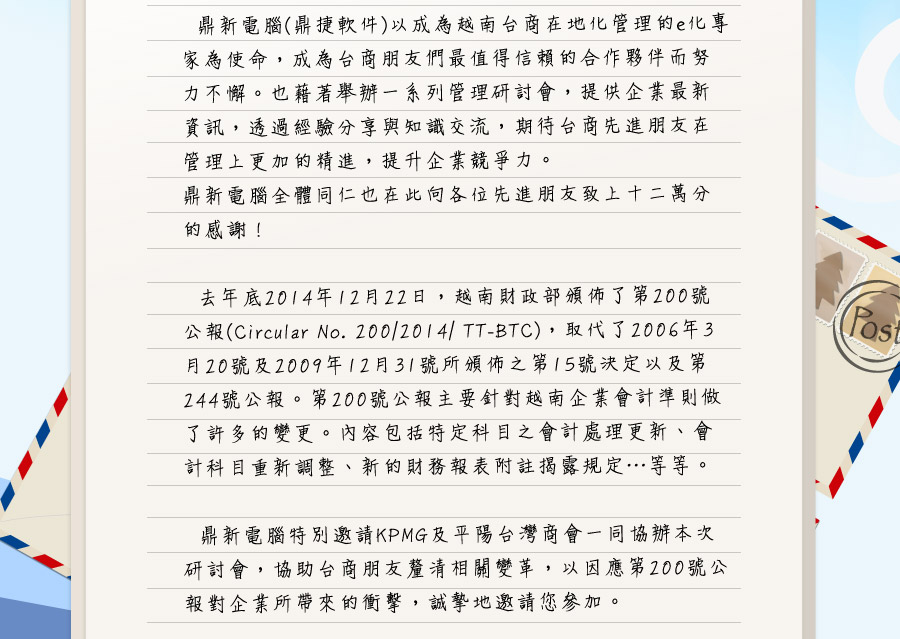 鼎新電腦(鼎捷軟件)以成為越南台商在地化管理的e化專
家為使命，成為台商朋友們最值得信賴的合作夥伴而努
力不懈。也藉著舉辦一系列管理研討會，提供企業最新
資訊，透過經驗分享與知識交流，期待台商先進朋友在
管理上更加的精進，提升企業競爭力。
鼎新電腦全體同仁也在此向各位先進朋友致上十二萬分
的感謝！
去年底2014年12月22日，越南財政部頒佈了第200號
公報(Circular No. 200/2014/ TT-BTC)，取代了2006年3
月20號及2009年12月31號所頒佈之第15號決定以及第
244號公報。第200號公報主要針對越南企業會計準則做
了許多的變更。內容包括特定科目之會計處理更新、會
計科目重新調整、新的財務報表附註揭露規定…等等。
鼎新電腦特別邀請KPMG及平陽台灣商會一同協辦本次
研討會，協助台商朋友釐清相關變革，以因應第200號公
報對企業所帶來的衝擊，誠摯地邀請您參加。
Post